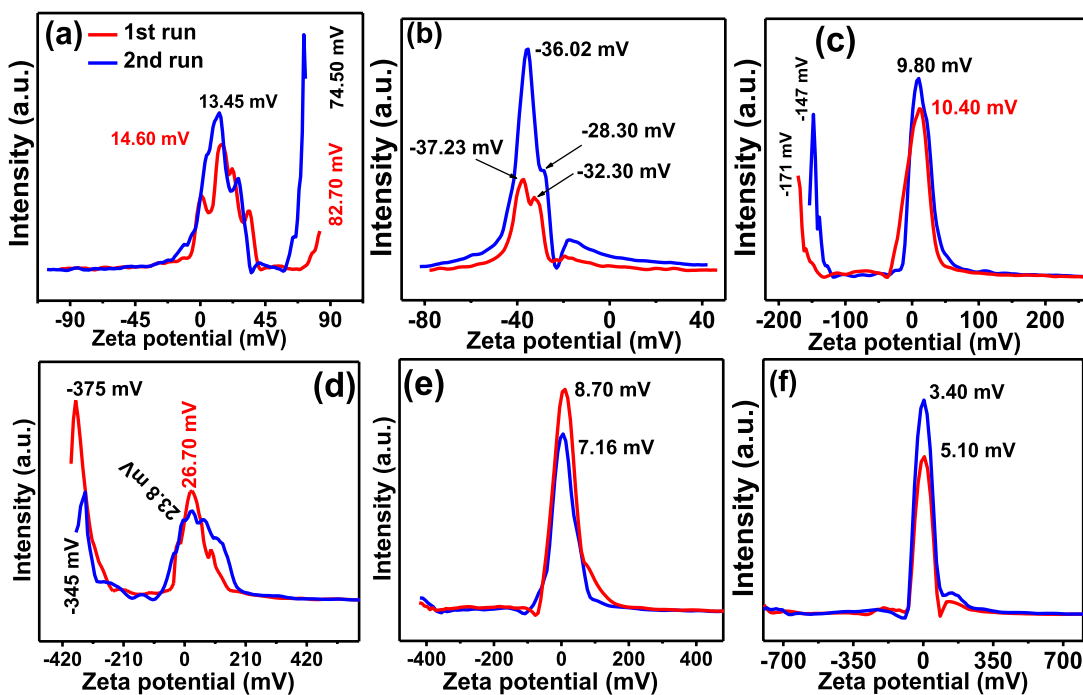 (a)
1st run
2nd run
13.45 mV
14.60 mV
74.50 mV
82.70 mV
Intensity (a.u.)
-90 -45 0 45 90
Zeta potential (mV)
(b)
-36.02 mV
-28.30 mV
-37.23 mV
-32.30 mV
Intensity (a.u.)
-80 -40 0 40
Zeta potential (mV)
(c)
9.80 mV
10.40 mV
-147 mV
-171 mV
Intensity (a.u.)
-200 -100 0 100 200
Zeta potential (mV)
(d)
-375 mV
26.70 mV
23.8 mV
-345 mV
Intensity (a.u.)
-420 -210 0 210 420
Zeta potential (mV)
(e)
8.70 mV
7.16 mV
Intensity (a.u.)
-400 -200 0 200 400
Zeta potential (mV)
(f)
3.40 mV
5.10 mV
Intensity (a.u.)
-700 -350 0 350 700
Zeta potential (mV)